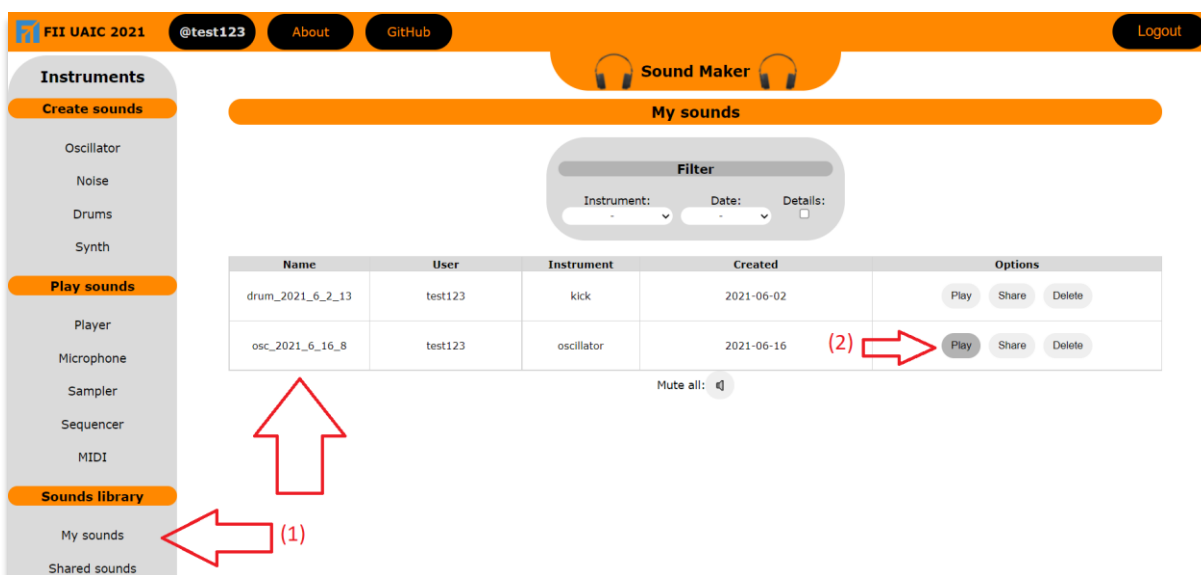 FII UAIC 2021 @test123 About GitHub Logout
Instruments
Create sounds
Oscillator
Noise
Drums
Synth
Play sounds
Player
Microphone
Sampler
Sequencer
MIDI
Sounds library
My sounds
Shared sounds
Sound Maker
My sounds
Filter
Instrument: Date: Details:
- -
Name User Instrument Created Options
drum_2021_6_2_13 test123 kick 2021-06-02 Play Share Delete
osc_2021_6_16_8 test123 oscillator 2021-06-16 (2) Play Share Delete
Mute all:
(1)